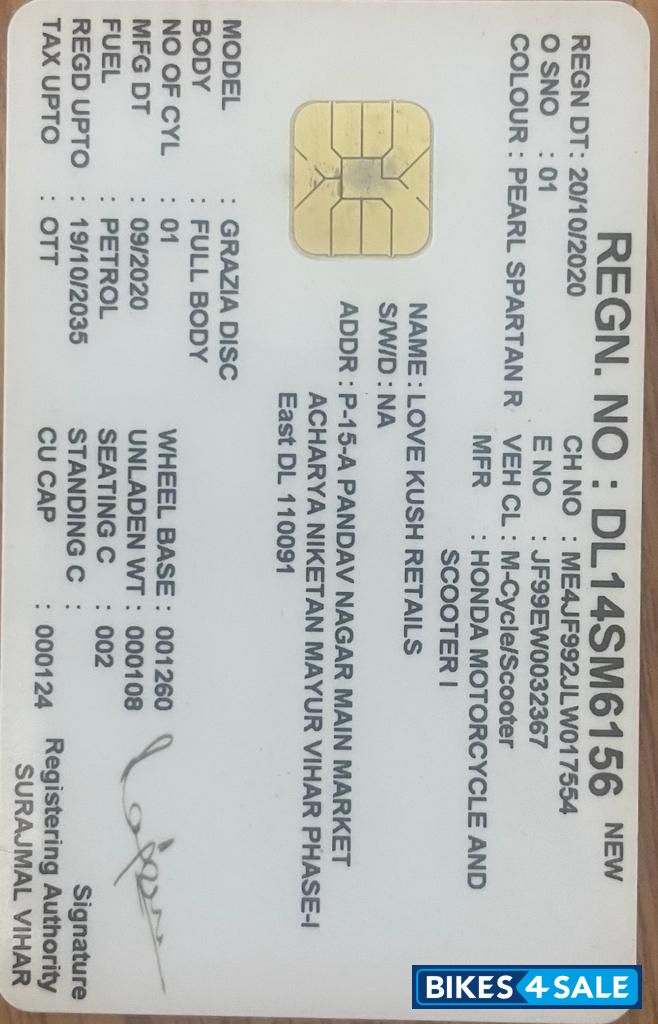 REGN. NO : DL14SM6156 NEW
REGN DT: 20/10/2020 CH NO : ME4JF992JLW017554
O SNO : 01 E NO : JF99EW0032367
COLOUR : PEARL SPARTAN R VEH CL : M-Cycle/Scooter
MFR : HONDA MOTORCYCLE AND
SCOOTER I
NAME : LOVE KUSH RETAILS
S/W/D : NA
ADDR : P-15-A PANDAV NAGAR MAIN MARKET
ACHARYA NIKETAN MAYUR VIHAR PHASE-I
East DL 110091
MODEL : GRAZIA DISC
BODY : FULL BODY
NO OF CYL : 01 WHEEL BASE : 001260
MFG DT : 09/2020 UNLADEN WT : 000108
FUEL : PETROL SEATING C : 002
REGD UPTO : 19/10/2035 STANDING C :
TAX UPTO : OTT CU CAP : 000124
Signature
Registering Authority
SURAJMAL VIHAR
BIKES4SALE